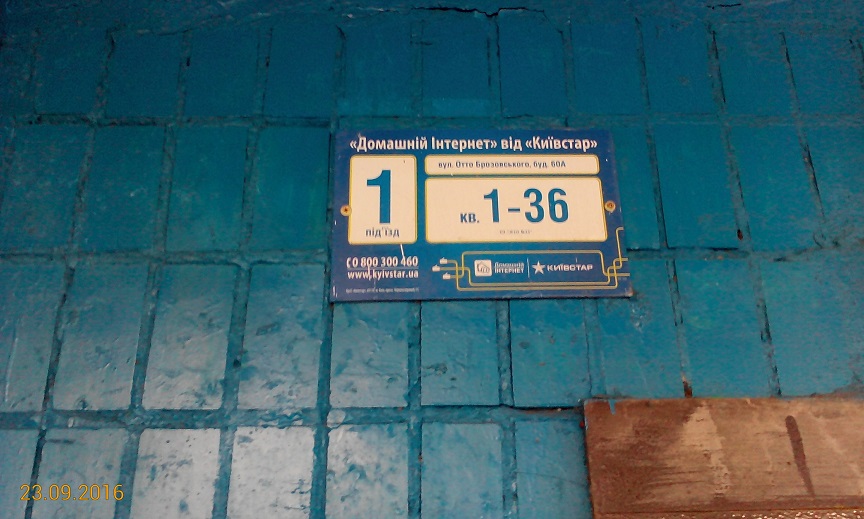 «Домашній Інтернет» від «Київстар»
вул. Отто Брозовського, буд. 60А
1
під'їзд
кв. 1-36
0 800 300 460
www.kyivstar.ua
Домашній
ІНТЕРНЕТ
КИЇВСТАР
23.09.2016